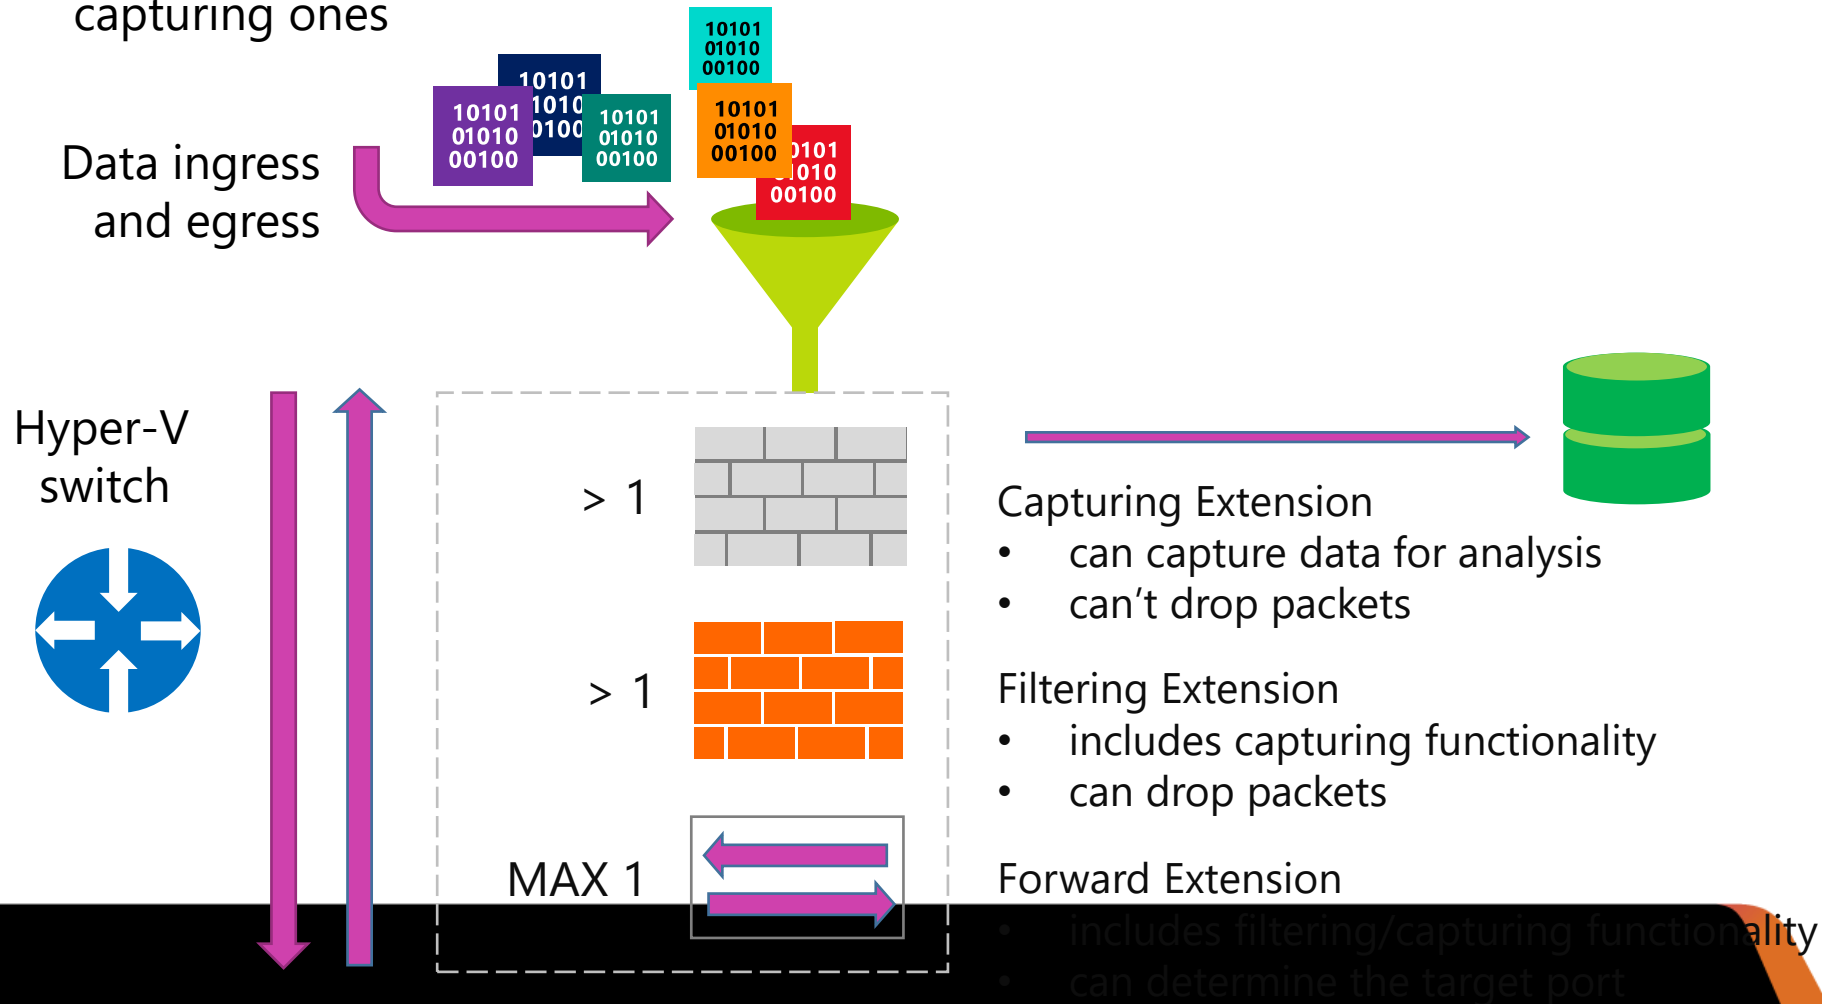 capturing ones
10101
01010
00100
10101
1010
0100
10101
01010
00100
10101
01010
00100
10101
01010
00100
0101
1010
00100
Data ingress
and egress
Hyper-V
switch
> 1
> 1
MAX 1
Capturing Extension
• can capture data for analysis
• can’t drop packets
Filtering Extension
• includes capturing functionality
• can drop packets
Forward Extension
• includes filtering/capturing functionality
• can determine the target port